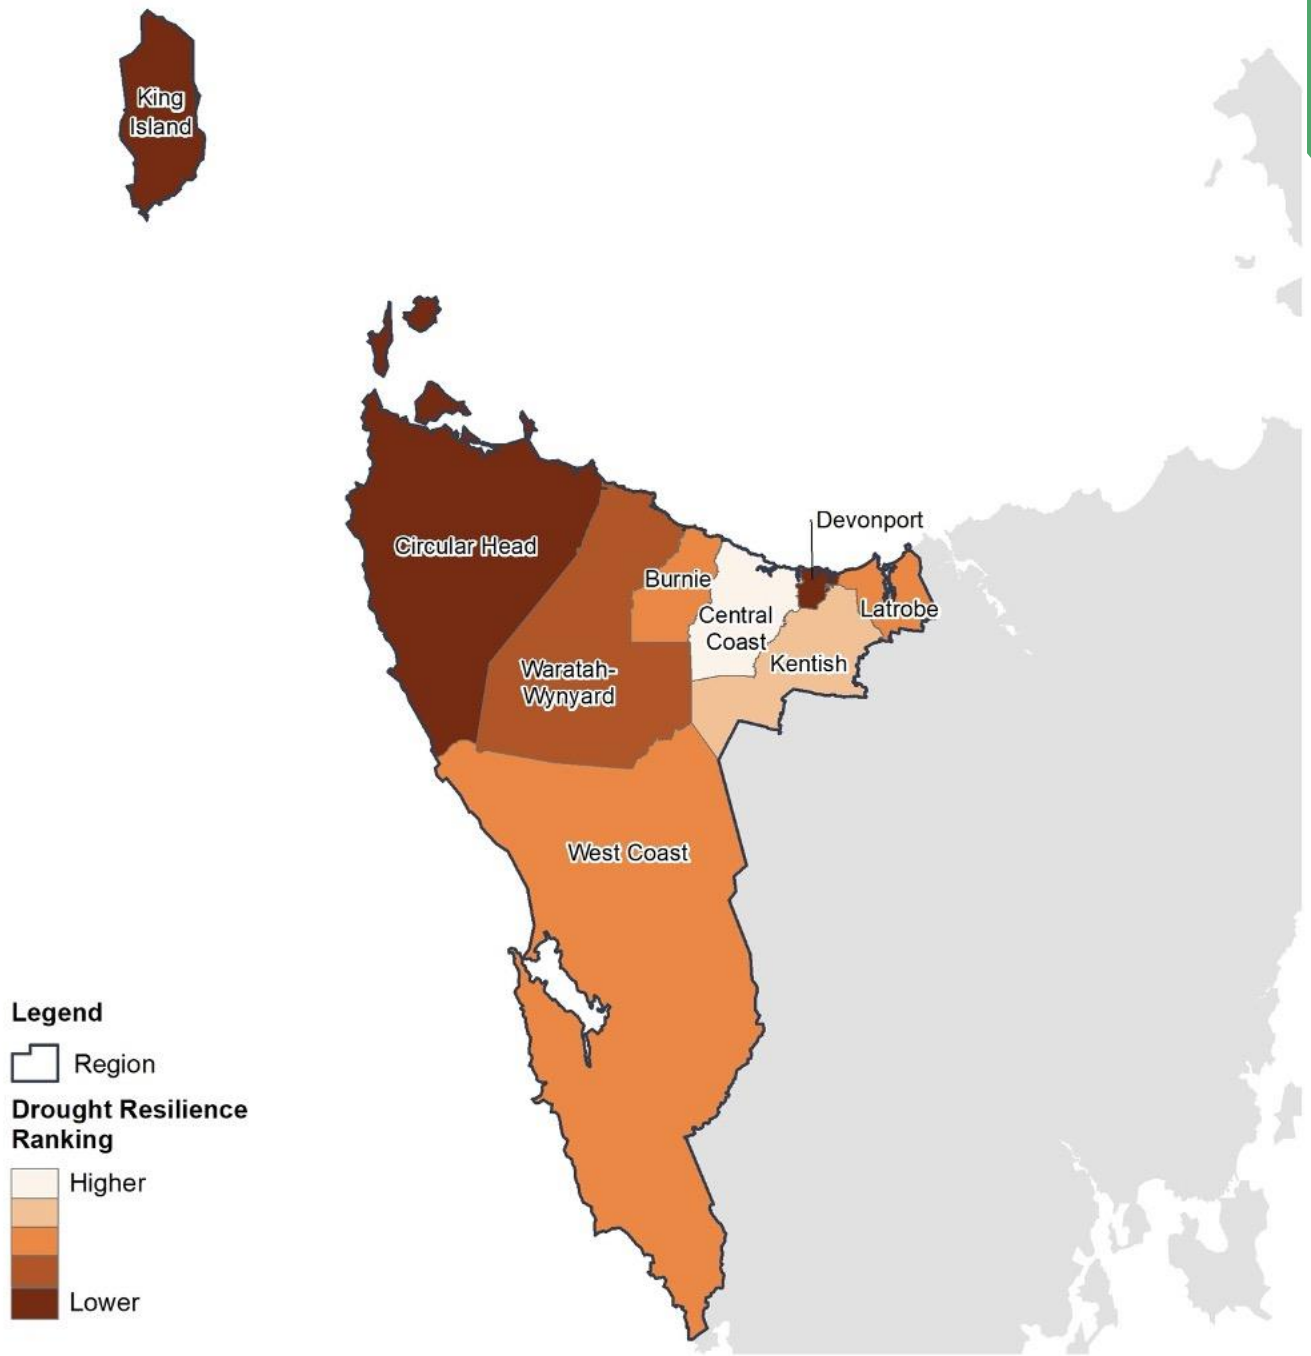 King
Island
Circular Head
Devonport
Burnie
Central
Coast
Latrobe
Kentish
Waratah-
Wynyard
West Coast
Legend
Region
Drought Resilience
Ranking
Higher
Lower